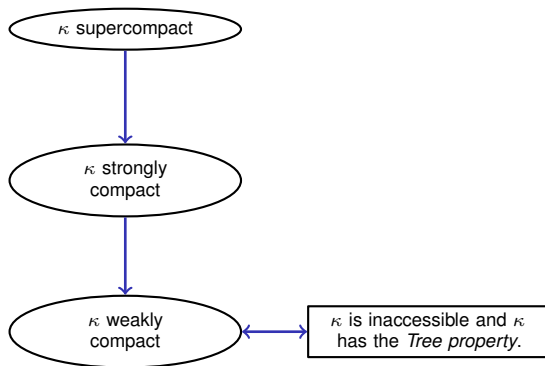 κ supercompact
κ strongly
compact
κ weakly
compact
κ is inaccessible and κ
has the Tree property.